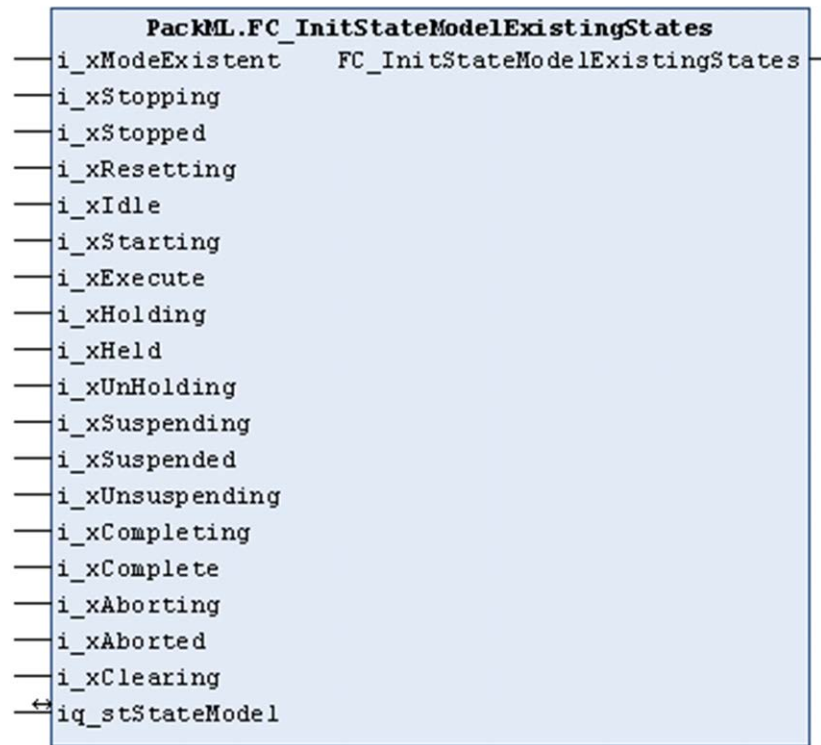 PackML.FC_InitStateModelExistingStates
i_xModeExistent FC_InitStateModelExistingStates
i_xStopping
i_xStopped
i_xResetting
i_xIdle
i_xStarting
i_xExecute
i_xHolding
i_xHeld
i_xUnHolding
i_xSuspending
i_xSuspended
i_xUnsuspending
i_xCompleting
i_xComplete
i_xAborting
i_xAborted
i_xClearing
iq_stStateModel